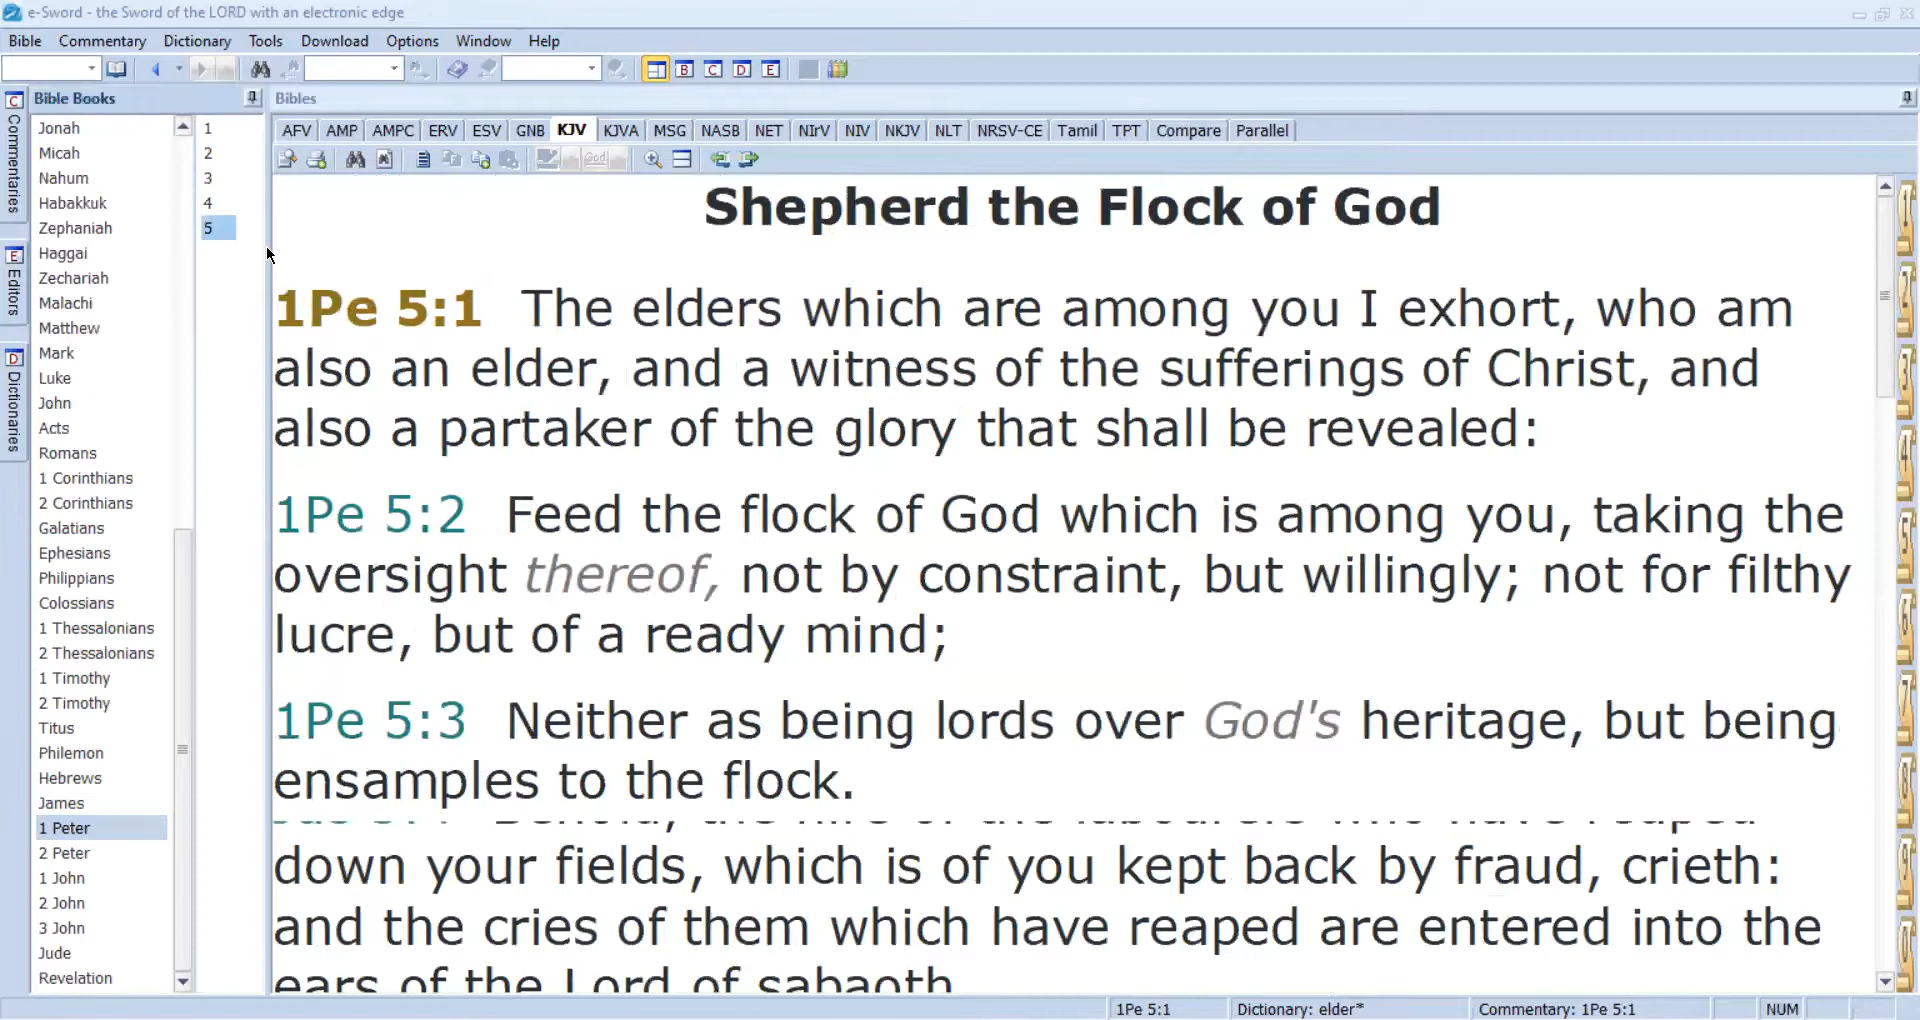 e-Sword - the Sword of the LORD with an electronic edge
Bible Commentary Dictionary Tools Download Options Window Help
B C D E
C Commentaries
E Editors
D Dictionaries
Bible Books
Jonah
Micah
Nahum
Habakkuk
Zephaniah
Haggai
Zechariah
Malachi
Matthew
Mark
Luke
John
Acts
Romans
1 Corinthians
2 Corinthians
Galatians
Ephesians
Philippians
Colossians
1 Thessalonians
2 Thessalonians
1 Timothy
2 Timothy
Titus
Philemon
Hebrews
James
1 Peter
2 Peter
1 John
2 John
3 John
Jude
Revelation
1
2
3
4
5
Bibles
AFV AMP AMPC ERV ESV GNB KJV KJVA MSG NASB NET NIrV NIV NKJV NLT NRSV-CE Tamil TPT Compare Parallel
God
Shepherd the Flock of God
1Pe 5:1 The elders which are among you I exhort, who am
also an elder, and a witness of the sufferings of Christ, and
also a partaker of the glory that shall be revealed:
1Pe 5:2 Feed the flock of God which is among you, taking the
oversight thereof, not by constraint, but willingly; not for filthy
lucre, but of a ready mind;
1Pe 5:3 Neither as being lords over God's heritage, but being
ensamples to the flock.
down your fields, which is of you kept back by fraud, crieth:
and the cries of them which have reaped are entered into the
ears of the Lord of sabaoth
1Pe 5:1 Dictionary: elder* Commentary: 1Pe 5:1 NUM